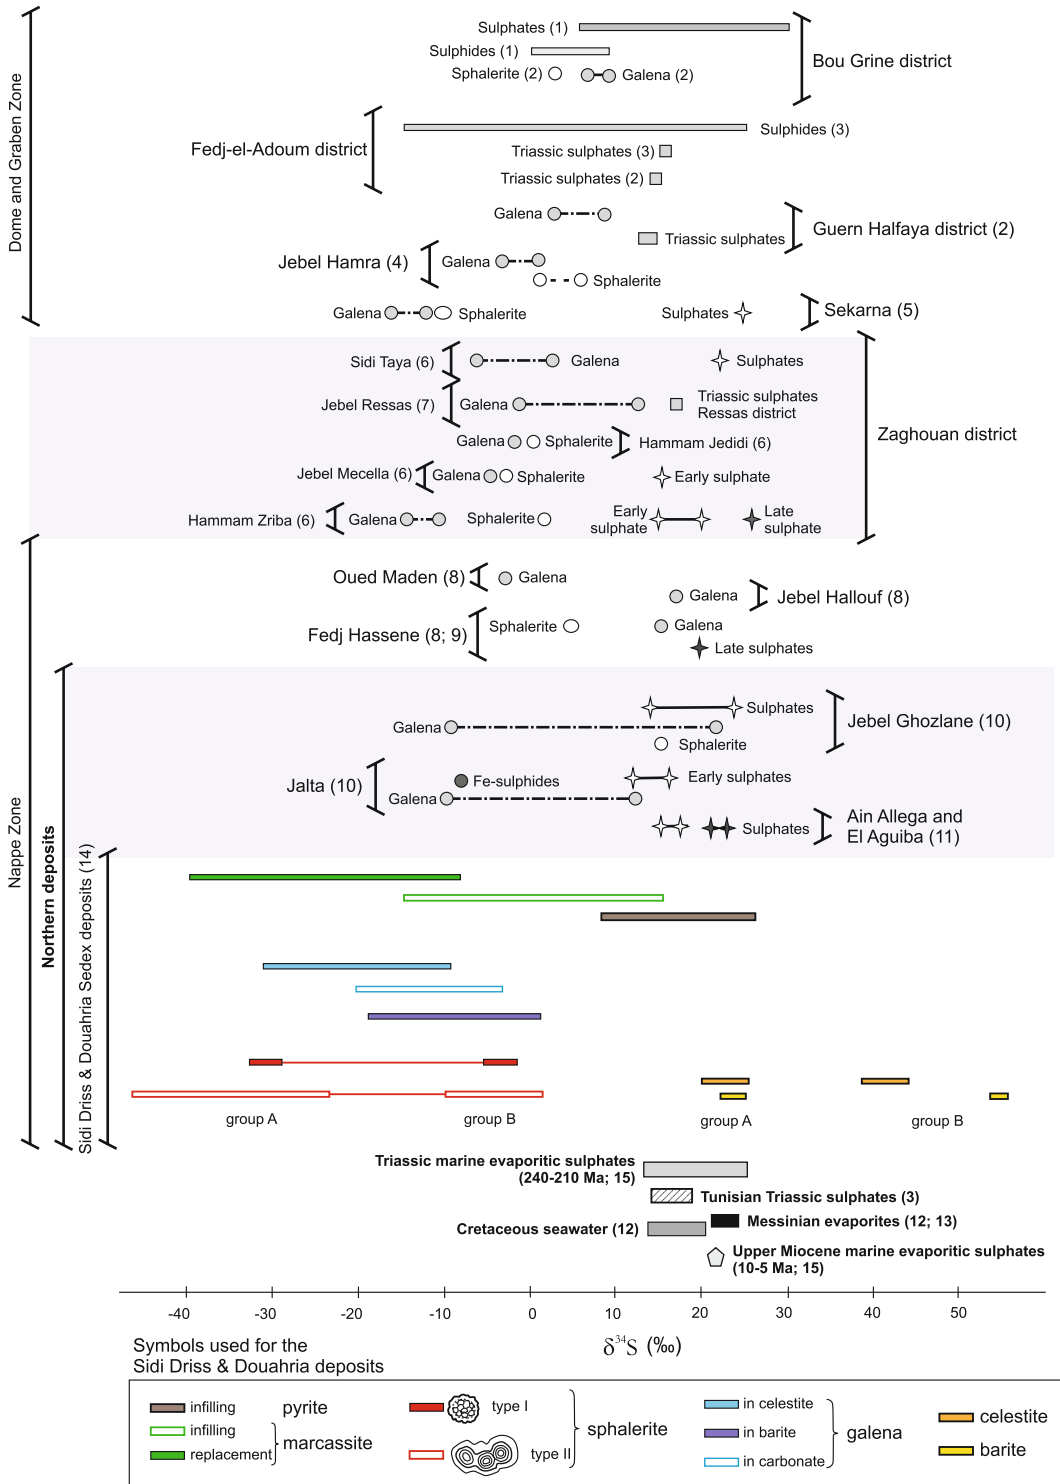 Sulphates (1)
Sulphides (1)
Sphalerite (2)
Galena (2)
Bou Grine district
Dome and Graben Zone
Fedj-el-Adoum district
Sulphides (3)
Triassic sulphates (3)
Triassic sulphates (2)
Galena
Triassic sulphates
Guern Halfaya district (2)
Jebel Hamra (4)
Galena
Sphalerite
Galena
Sphalerite
Sulphates
Sekarna (5)
Sidi Taya (6)
Galena
Sulphates
Jebel Ressas (7)
Galena
Triassic sulphates
Ressas district
Zaghouan district
Galena
Sphalerite
Hammam Jedidi (6)
Jebel Mecella (6)
Galena
Sphalerite
Early sulphate
Hammam Zriba (6)
Galena
Sphalerite
Early
sulphate
Late
sulphate
Nappe Zone
Oued Maden (8)
Galena
Galena
Jebel Hallouf (8)
Fedj Hassene (8; 9)
Sphalerite
Galena
Late sulphates
Northern deposits
Sulphates
Galena
Sphalerite
Jebel Ghozlane (10)
Jalta (10)
Fe-sulphides
Early sulphates
Galena
Sulphates
Ain Allega and
El Aguiba (11)
Sidi Driss & Douahria Sedex deposits (14)
group A
group B
group A
group B
Triassic marine evaporitic sulphates
(240-210 Ma; 15)
Tunisian Triassic sulphates (3)
Cretaceous seawater (12)
Messinian evaporites (12; 13)
Upper Miocene marine evaporitic sulphates
(10-5 Ma; 15)
-40 -30 -20 -10 0 10 20 30 40 50
δ³⁴S (‰)
Symbols used for the
Sidi Driss & Douahria deposits
infilling
pyrite
infilling
replacement
marcassite
type I
type II
sphalerite
in celestite
in barite
in carbonate
galena
celestite
barite